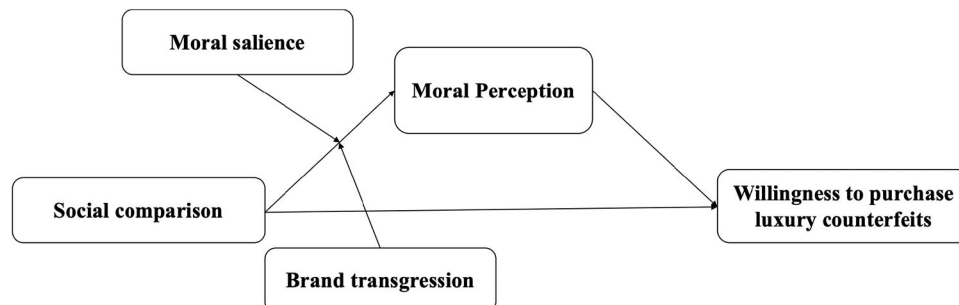 Moral salience
Moral Perception
Social comparison
Willingness to purchase
luxury counterfeits
Brand transgression